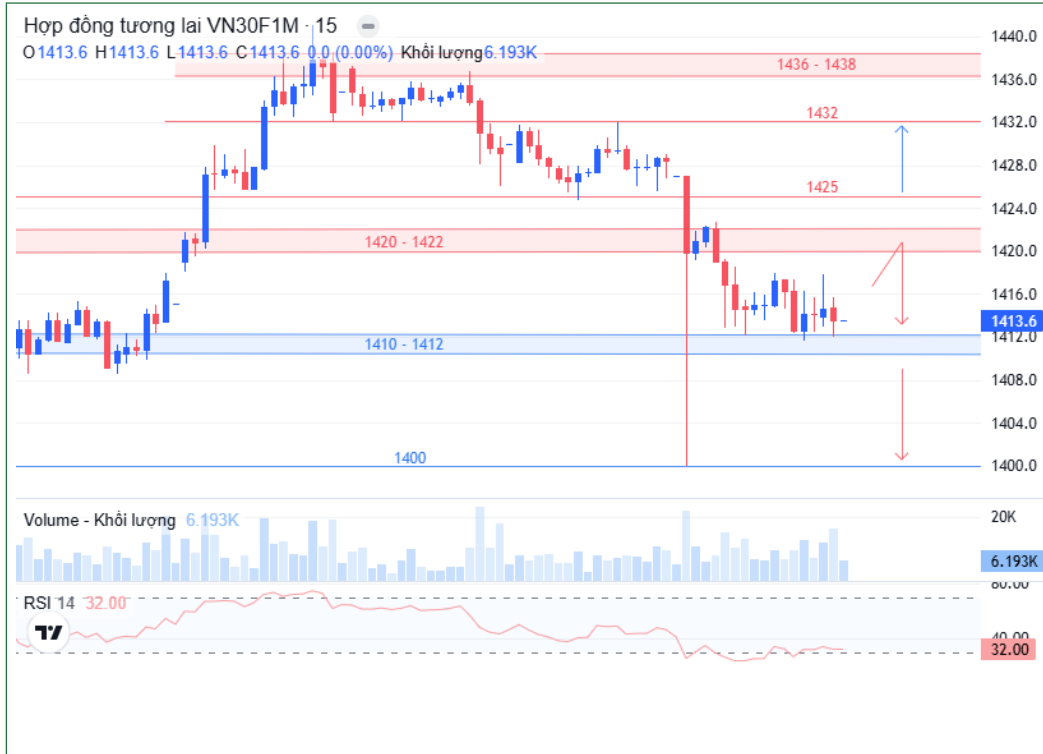 Hợp đồng tương lai VN30F1M · 15
O1413.6 H1413.6 L1413.6 C1413.6 0.0 (0.00%) Khối lượng6.193K
1440.0
1436 - 1438
1436.0
1432
1432.0
1428.0
1425
1424.0
1420 - 1422
1420.0
1416.0
1413.6
1412.0
1410 - 1412
1408.0
1404.0
1400
1400.0
Volume - Khối lượng 6.193K
20K
6.193K
80.00
RSI 14 32.00
40.00
32.00